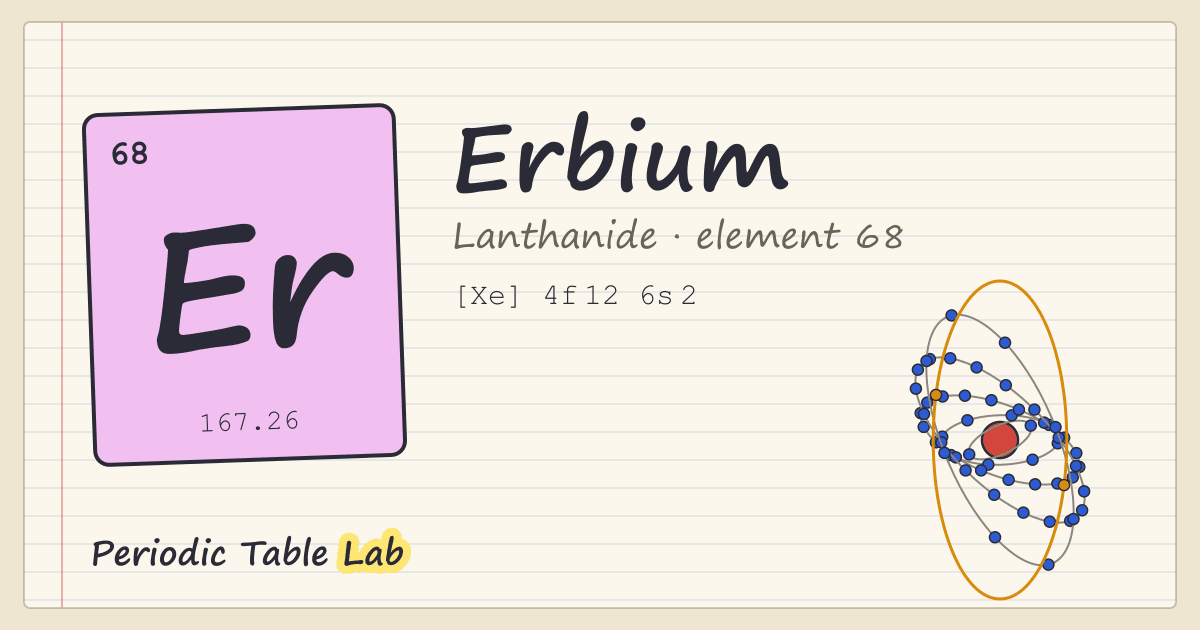 68
Er
167.26
Erbium
Lanthanide · element 68
[Xe] 4f12 6s2
Periodic Table Lab